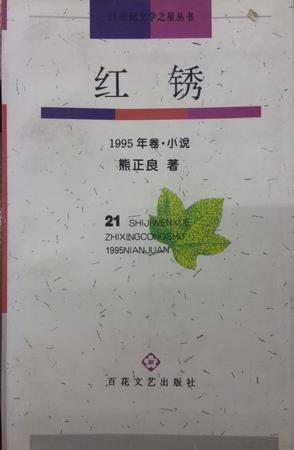 21世纪文学之星丛书
红锈
1995年卷·小说
熊正良 著
21 SHIJIWENXUE
ZHIXINGCONGSHU
1995NIANJUAN
百花文艺出版社